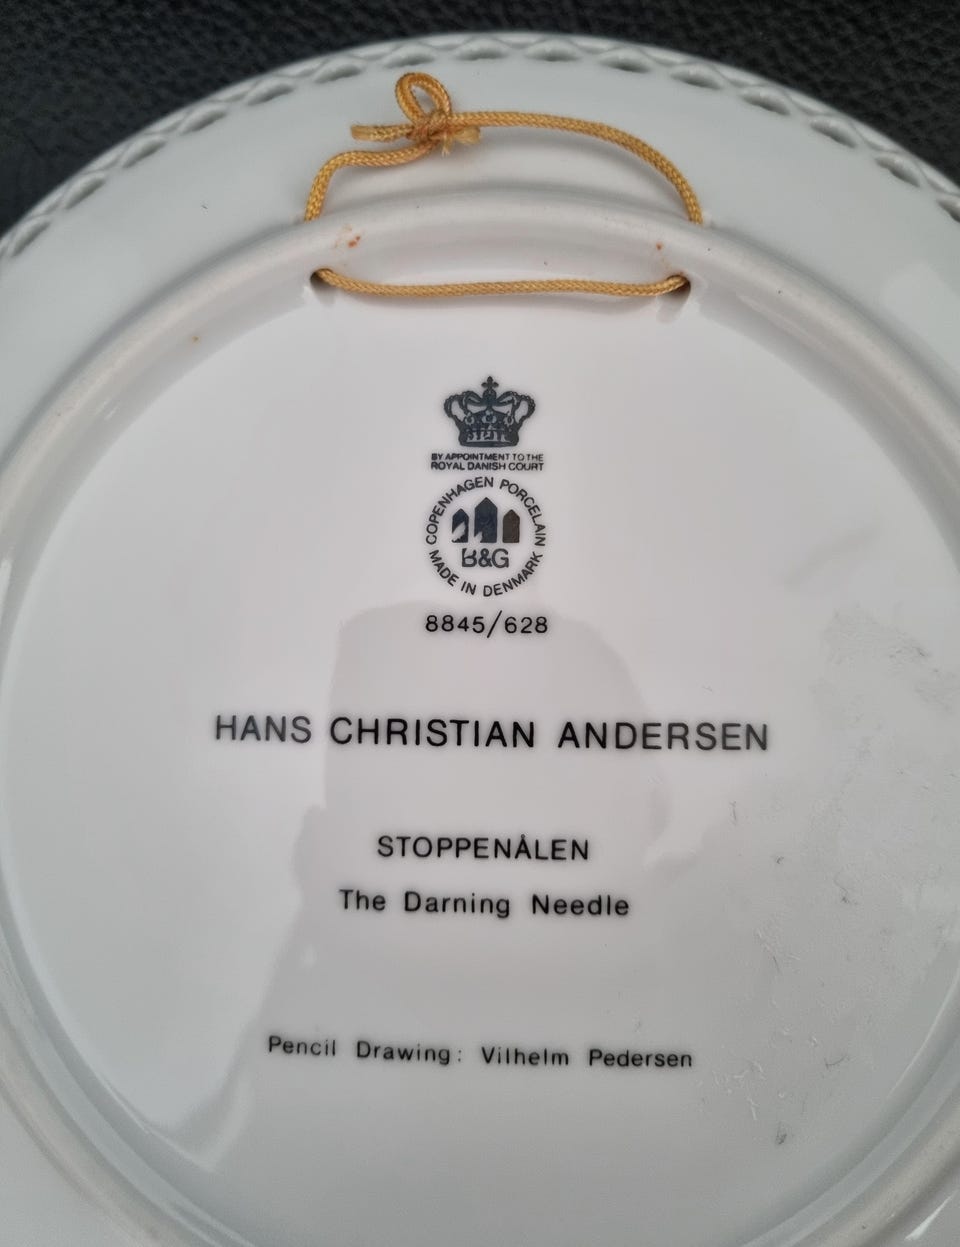 BY APPOINTMENT TO THE
ROYAL DANISH COURT
COPENHAGEN PORCELAIN
B&G
MADE IN DENMARK
8845/628
HANS CHRISTIAN ANDERSEN
STOPPENÅLEN
The Darning Needle
Pencil Drawing: Vilhelm Pedersen